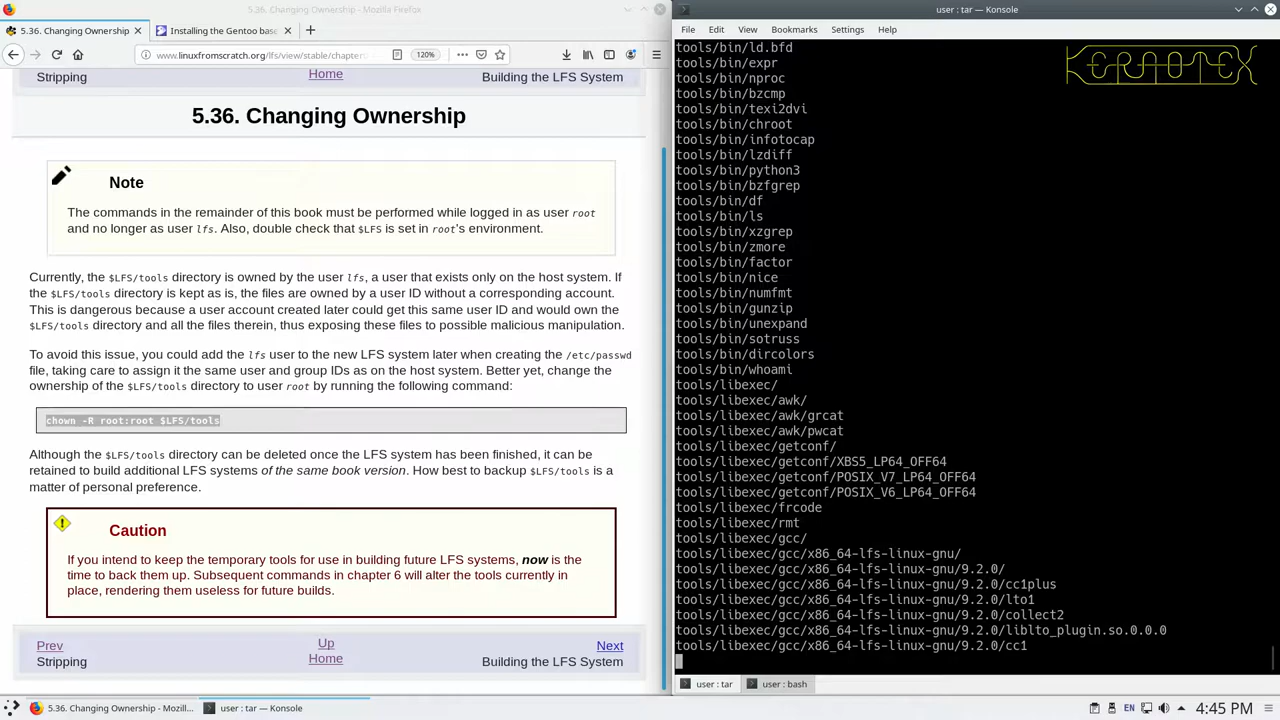 5.36. Changing Ownership - Mozilla Firefox
5.36. Changing Ownership
Installing the Gentoo base
www.linuxfromscratch.org/lfs/view/stable/chapter
120%
Stripping
Home
Building the LFS System
5.36. Changing Ownership
Note
The commands in the remainder of this book must be performed while logged in as user root
and no longer as user lfs. Also, double check that $LFS is set in root's environment.
Currently, the $LFS/tools directory is owned by the user lfs, a user that exists only on the host system. If
the $LFS/tools directory is kept as is, the files are owned by a user ID without a corresponding account.
This is dangerous because a user account created later could get this same user ID and would own the
$LFS/tools directory and all the files therein, thus exposing these files to possible malicious manipulation.
To avoid this issue, you could add the lfs user to the new LFS system later when creating the /etc/passwd
file, taking care to assign it the same user and group IDs as on the host system. Better yet, change the
ownership of the $LFS/tools directory to user root by running the following command:
chown -R root:root $LFS/tools
Although the $LFS/tools directory can be deleted once the LFS system has been finished, it can be
retained to build additional LFS systems of the same book version. How best to backup $LFS/tools is a
matter of personal preference.
Caution
If you intend to keep the temporary tools for use in building future LFS systems, now is the
time to back them up. Subsequent commands in chapter 6 will alter the tools currently in
place, rendering them useless for future builds.
Prev
Up
Next
Stripping
Home
Building the LFS System
user : tar — Konsole
File Edit View Bookmarks Settings Help
KERAOTEX
tools/bin/ld.bfd
tools/bin/expr
tools/bin/nproc
tools/bin/bzcmp
tools/bin/texi2dvi
tools/bin/chroot
tools/bin/infotocap
tools/bin/lzdiff
tools/bin/python3
tools/bin/bzfgrep
tools/bin/df
tools/bin/ls
tools/bin/xzgrep
tools/bin/zmore
tools/bin/factor
tools/bin/nice
tools/bin/numfmt
tools/bin/gunzip
tools/bin/unexpand
tools/bin/sotruss
tools/bin/dircolors
tools/bin/whoami
tools/libexec/
tools/libexec/awk/
tools/libexec/awk/grcat
tools/libexec/awk/pwcat
tools/libexec/getconf/
tools/libexec/getconf/XBS5_LP64_OFF64
tools/libexec/getconf/POSIX_V7_LP64_OFF64
tools/libexec/getconf/POSIX_V6_LP64_OFF64
tools/libexec/frcode
tools/libexec/rmt
tools/libexec/gcc/
tools/libexec/gcc/x86_64-lfs-linux-gnu/
tools/libexec/gcc/x86_64-lfs-linux-gnu/9.2.0/
tools/libexec/gcc/x86_64-lfs-linux-gnu/9.2.0/cc1plus
tools/libexec/gcc/x86_64-lfs-linux-gnu/9.2.0/lto1
tools/libexec/gcc/x86_64-lfs-linux-gnu/9.2.0/collect2
tools/libexec/gcc/x86_64-lfs-linux-gnu/9.2.0/liblto_plugin.so.0.0.0
tools/libexec/gcc/x86_64-lfs-linux-gnu/9.2.0/cc1
user : tar
user : bash
5.36. Changing Ownership - Mozill...
user : tar — Konsole
EN
4:45 PM